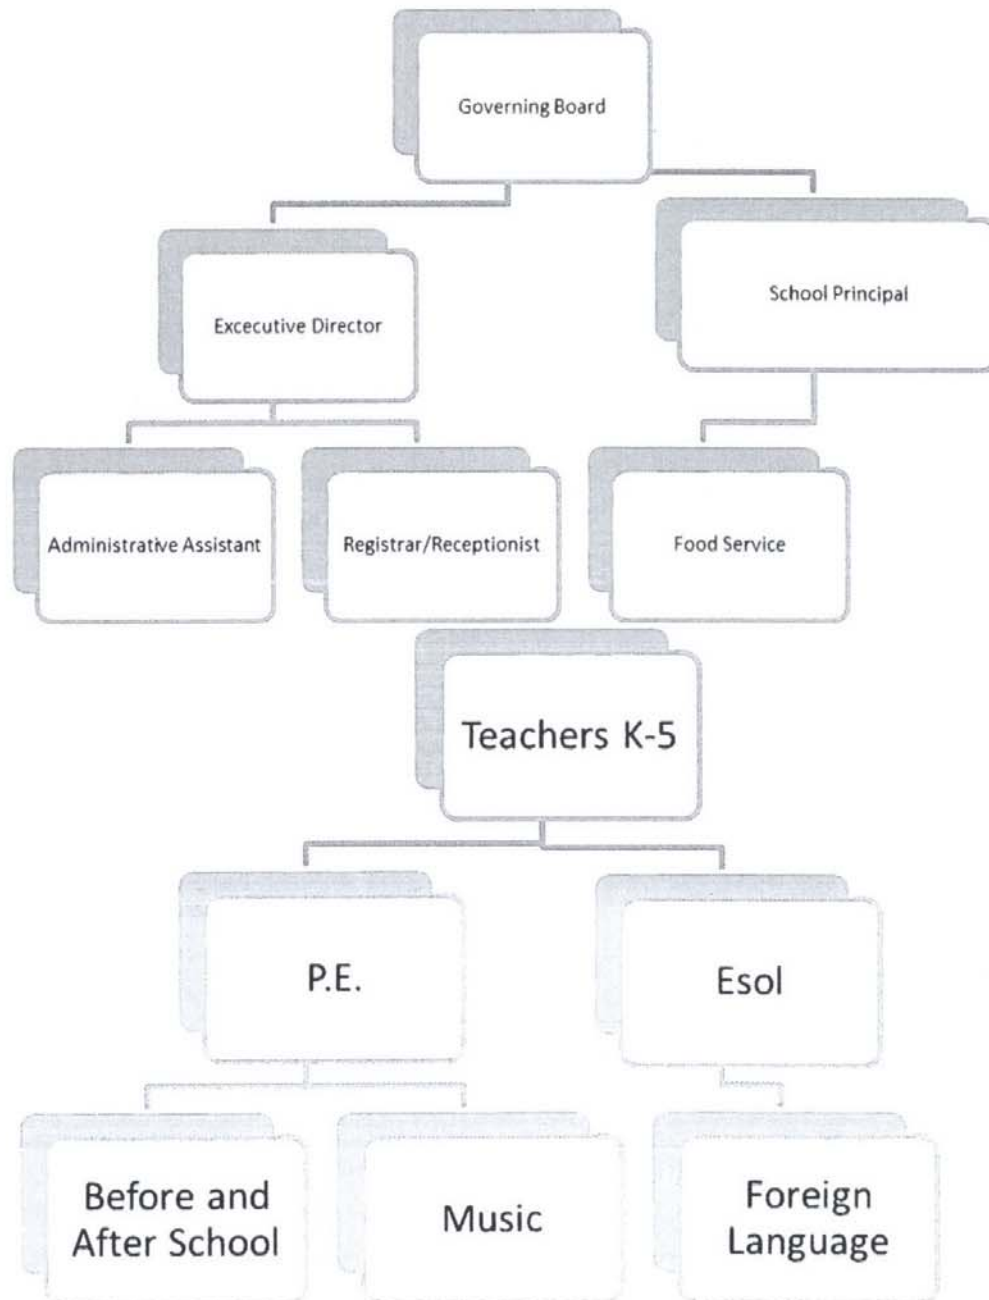 Governing Board
Excecutive Director
School Principal
Administrative Assistant
Registrar/Receptionist
Food Service
Teachers K-5
P.E.
Esol
Before and
After School
Music
Foreign
Language